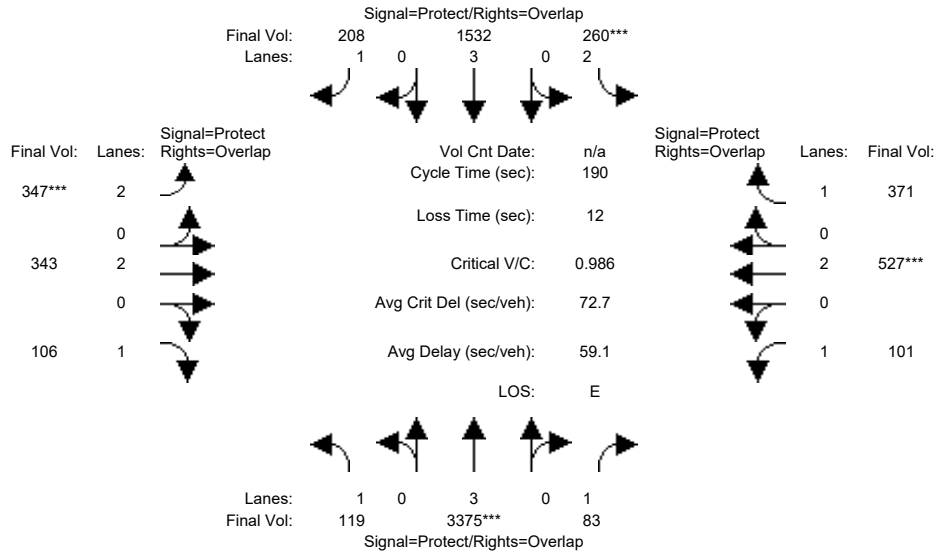 Signal=Protect/Rights=Overlap
Final Vol: 208 1532 260***
Lanes: 1 0 3 0 2
Signal=Protect
Final Vol: Lanes: Rights=Overlap
Vol Cnt Date: n/a
Cycle Time (sec): 190
Signal=Protect
Rights=Overlap Lanes: Final Vol:
347*** 2
Loss Time (sec): 12
1 371
0
0
343 2
Critical V/C: 0.986
2 527***
0
Avg Crit Del (sec/veh): 72.7
0
106 1
Avg Delay (sec/veh): 59.1
1 101
LOS: E
Lanes: 1 0 3 0 1
Final Vol: 119 3375*** 83
Signal=Protect/Rights=Overlap